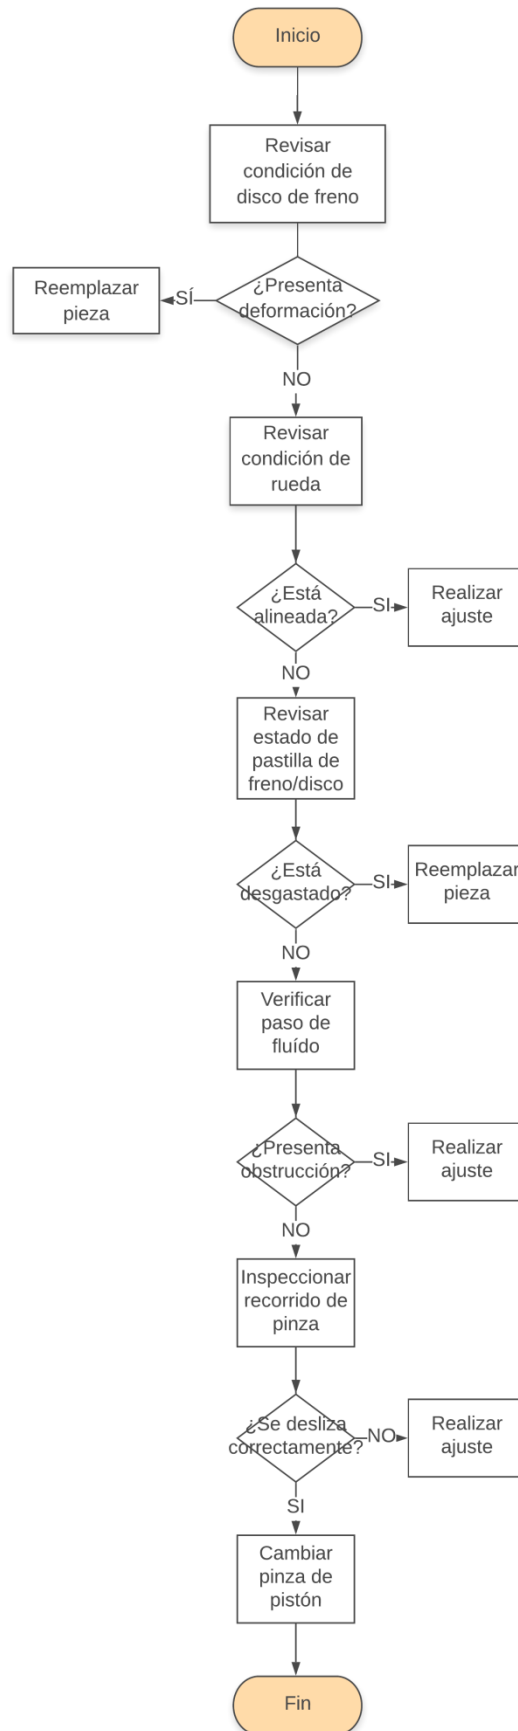 Inicio
Revisar
condición de
disco de freno
¿Presenta
deformación?
SÍ
Reemplazar
pieza
NO
Revisar
condición de
rueda
¿Está
alineada?
SI
Realizar
ajuste
NO
Revisar
estado de
pastilla de
freno/disco
¿Está
desgastado?
SI
Reemplazar
pieza
NO
Verificar
paso de
fluído
¿Presenta
obstrucción?
SI
Realizar
ajuste
NO
Inspeccionar
recorrido de
pinza
¿Se desliza
correctamente?
NO
Realizar
ajuste
SI
Cambiar
pinza de
pistón
Fin